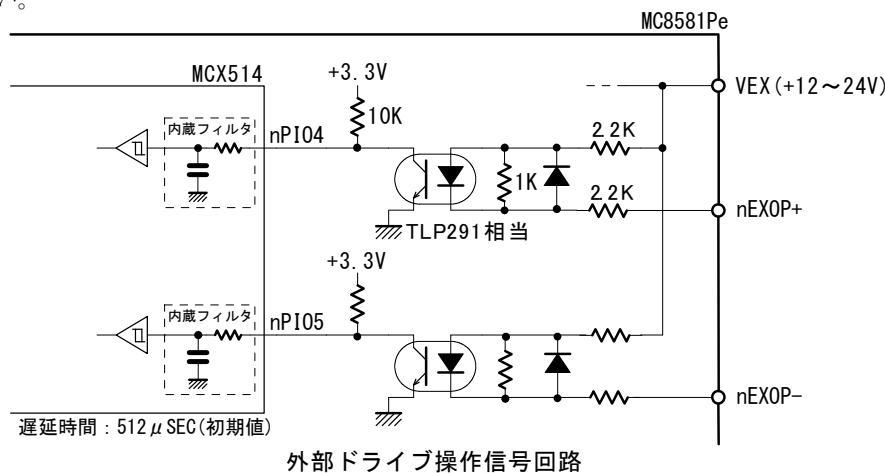 い。
MC8581Pe
MCX514
+3.3V
VEX(+12～24V)
内蔵フィルタ
nPIO4
10K
2.2K
1K
2.2K
nEXOP+
TLP291相当
+3.3V
内蔵フィルタ
nPIO5
nEXOP-
遅延時間：512μSEC(初期値)
外部ドライブ操作信号回路